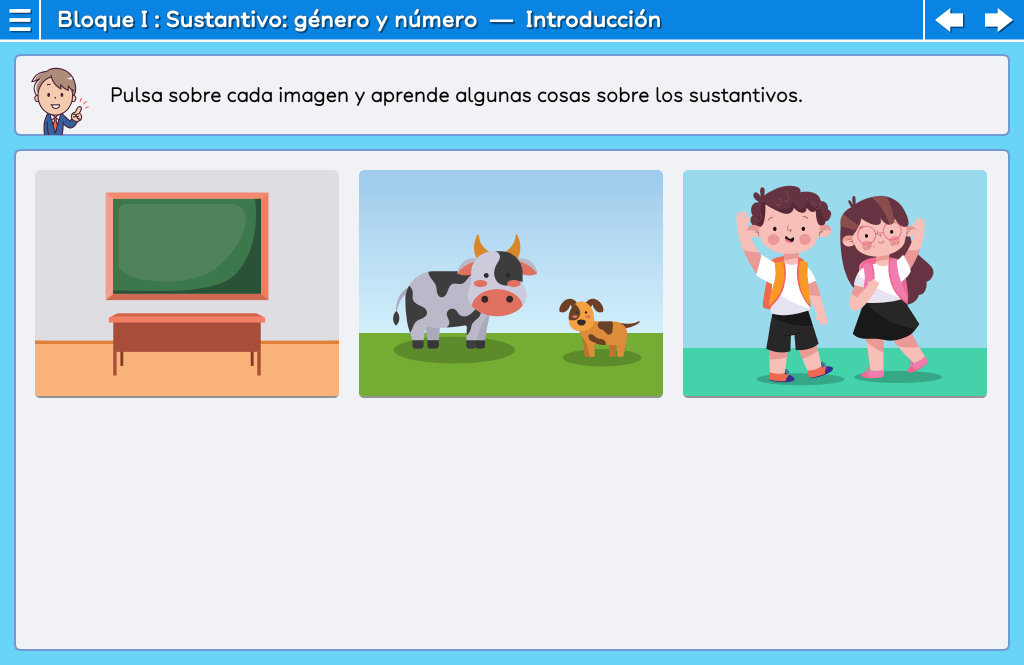 Bloque I : Sustantivo: género y número — Introducción
Pulsa sobre cada imagen y aprende algunas cosas sobre los sustantivos.